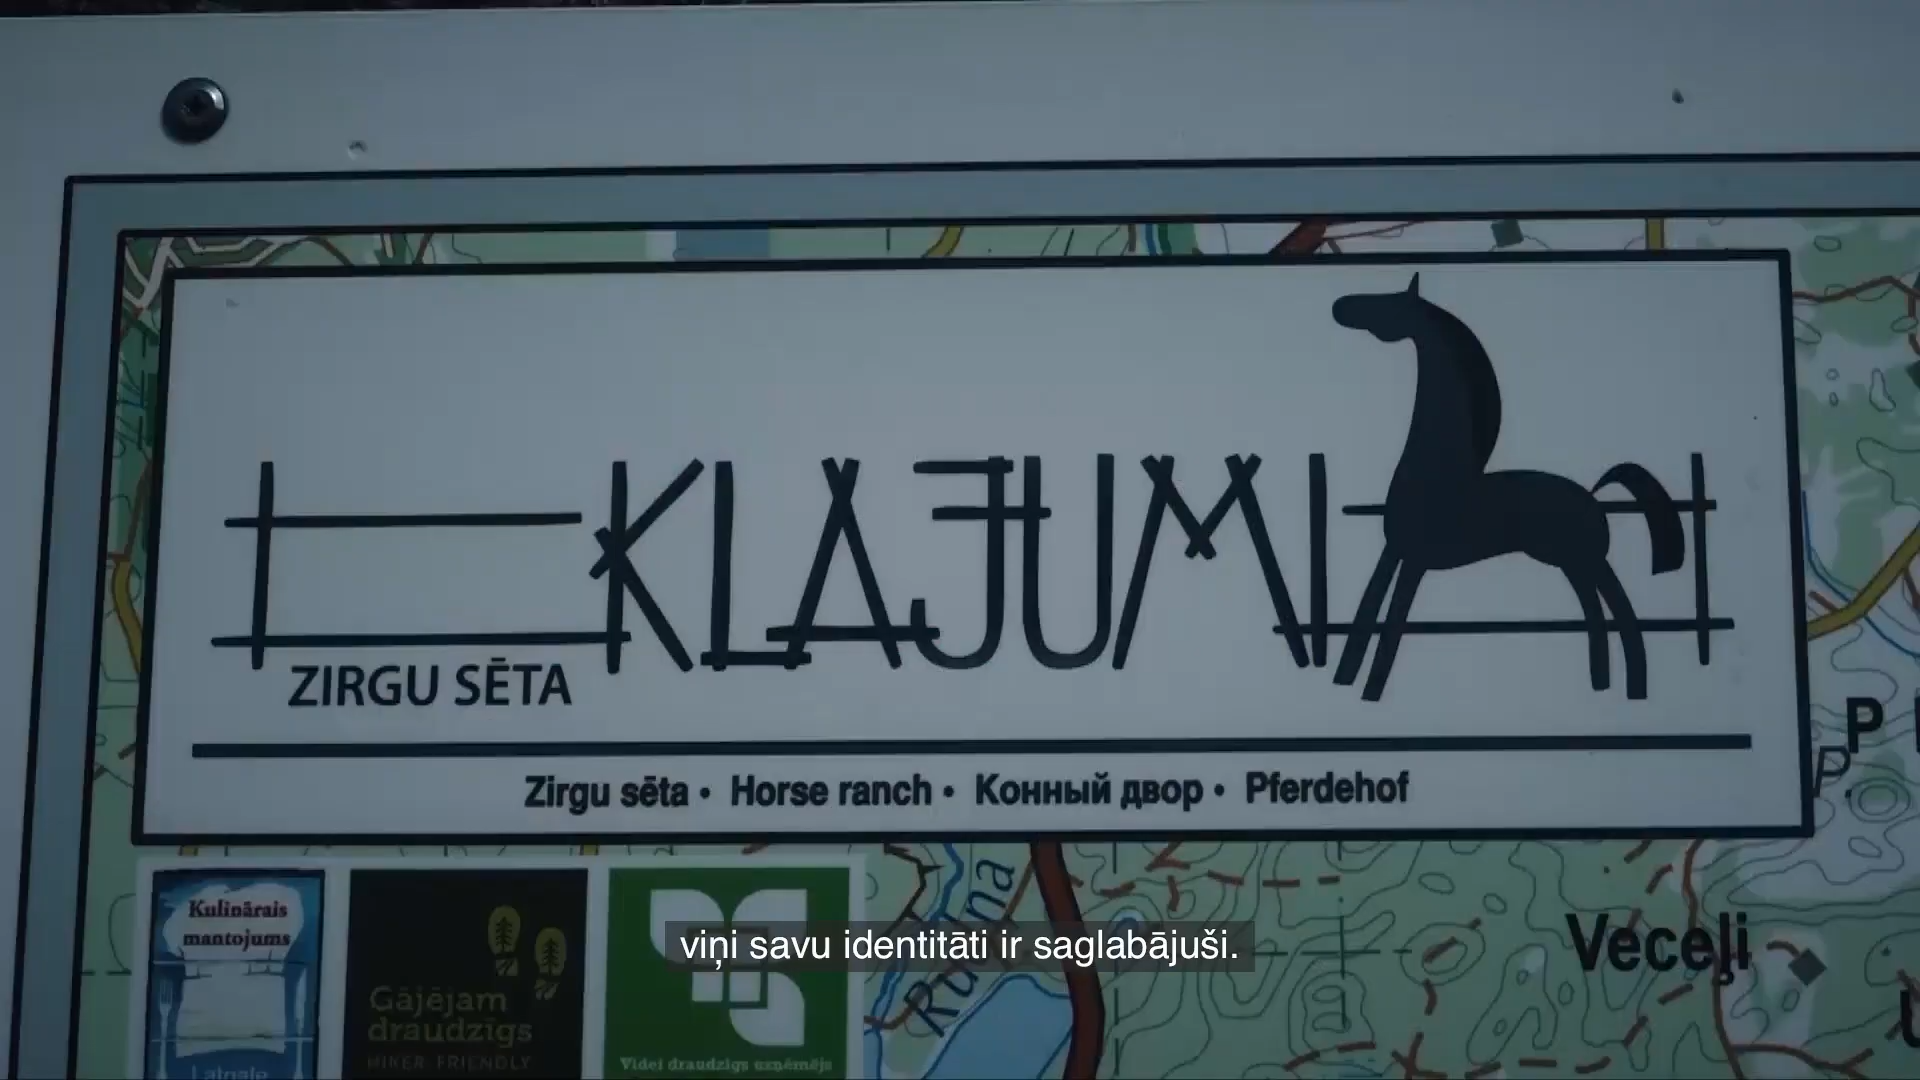 KLAJUMI
ZIRGU SĒTA
Zirgu sēta • Horse ranch • Конный двор • Pferdehof
Kulinārais
mantojums
Latgale
Gājējam
draudzīgs
HIKER FRIENDLY
Videi draudzīgs uzņēmējs
Veceļi
viņi savu identitāti ir saglabājuši.